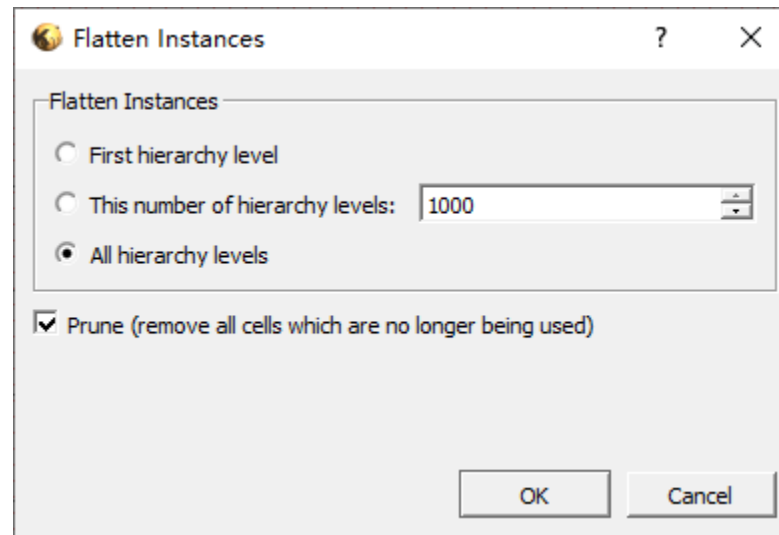 Flatten Instances ?
Flatten Instances
First hierarchy level
This number of hierarchy levels: 1000
All hierarchy levels
Prune (remove all cells which are no longer being used)
OK Cancel